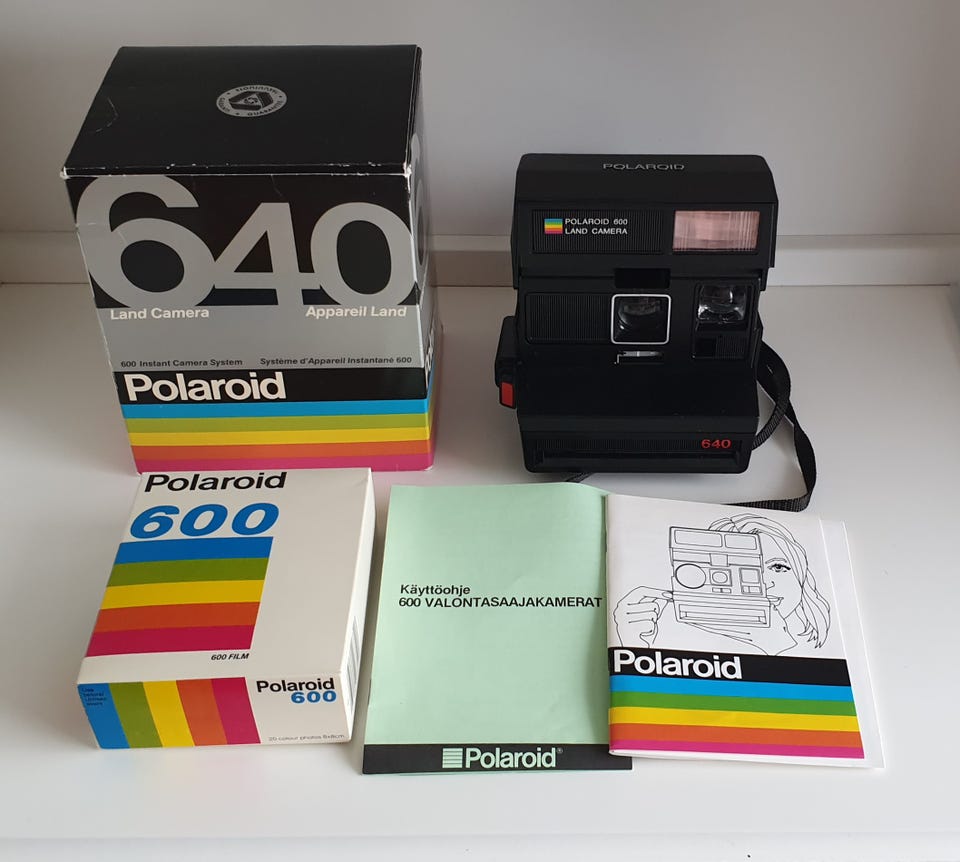 640
Land Camera
Appareil Land
600 Instant Camera System
Système d'Appareil Instantané 600
Polaroid
POLAROID
POLAROID 600
LAND CAMERA
640
Polaroid
600
600 FILM
Polaroid
600
20 colour photos 8x8cm
Käyttöohje
600 VALONTASAAJAKAMERAT
Polaroid®
Polaroid